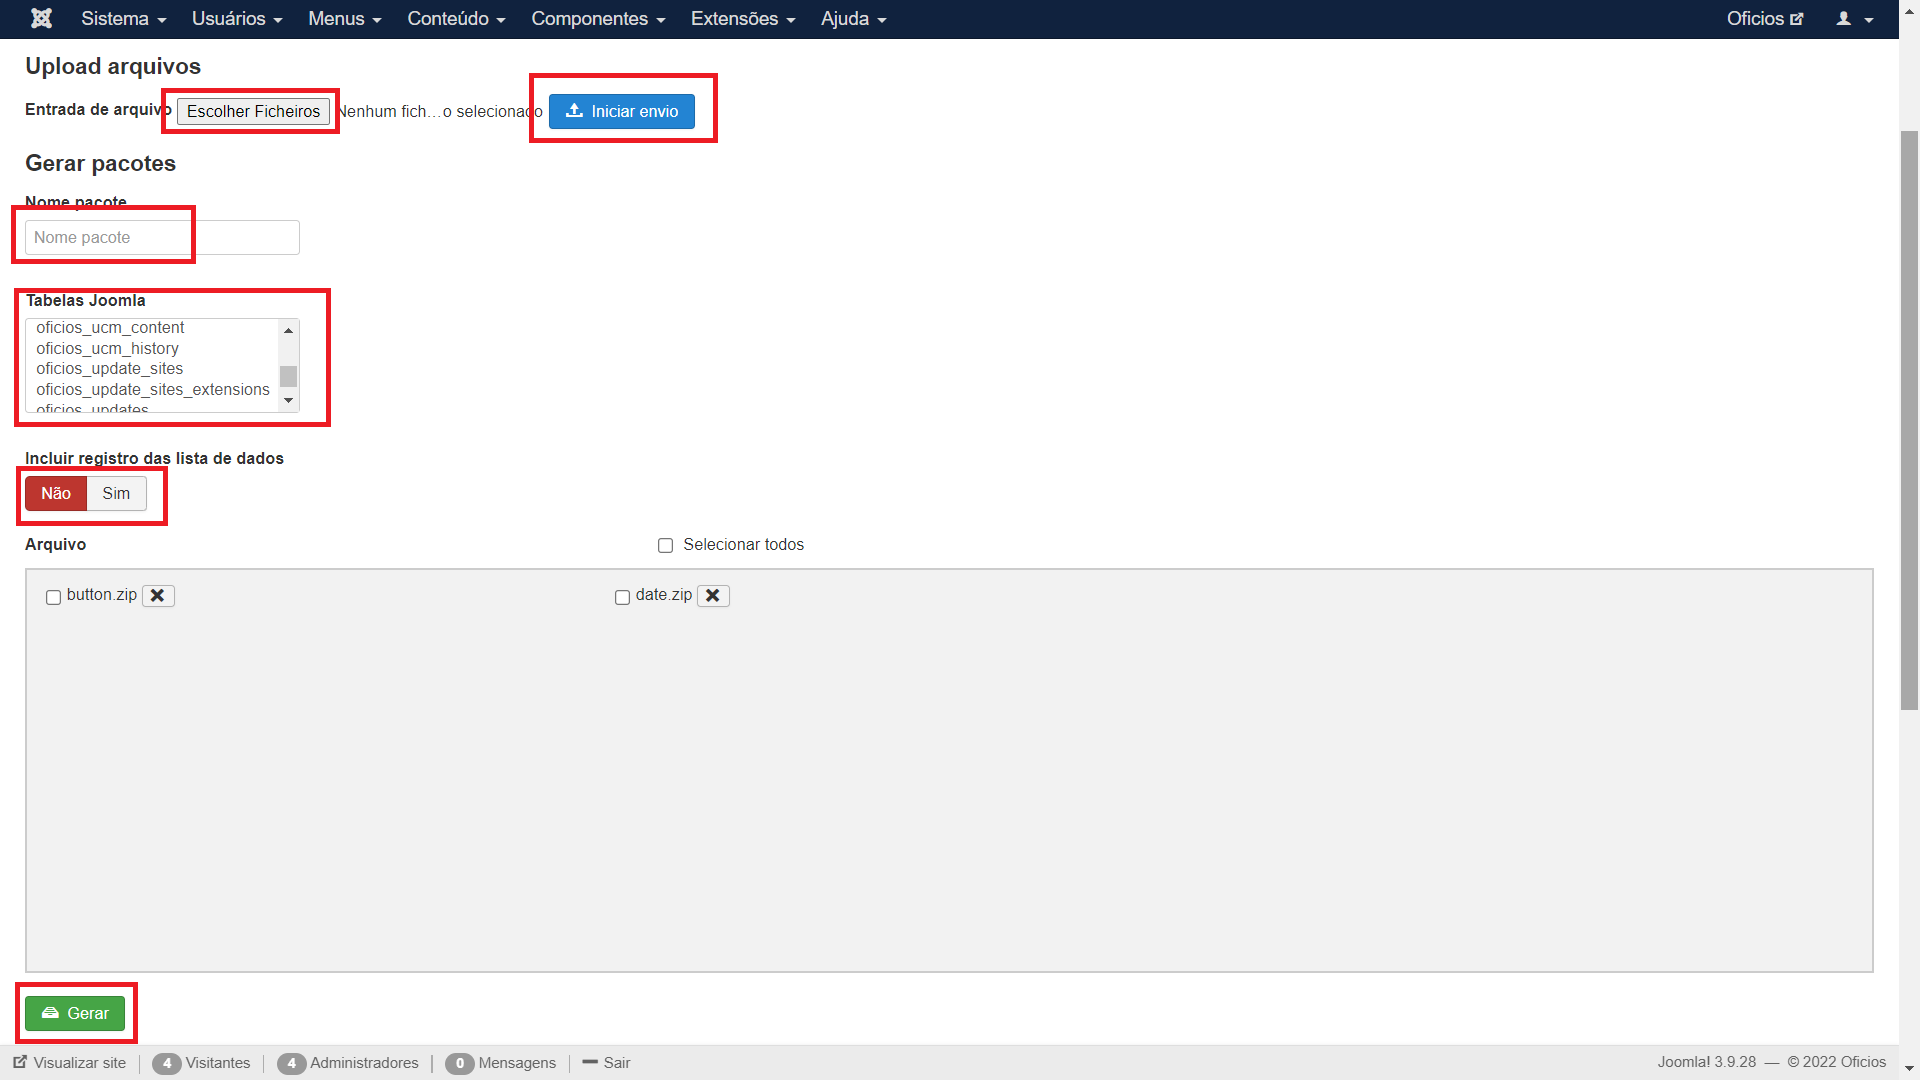 Sistema Usuários Menus Conteúdo Componentes Extensões Ajuda Oficios
Upload arquivos
Entrada de arquivo Escolher Ficheiros Nenhum fich…o selecionado Iniciar envio
Gerar pacotes
Nome pacote
Nome pacote
Tabelas Joomla
oficios_ucm_content
oficios_ucm_history
oficios_update_sites
oficios_update_sites_extensions
oficios_updates
Incluir registro das lista de dados
Não Sim
Arquivo Selecionar todos
button.zip date.zip
Gerar
Visualizar site 4 Visitantes 4 Administradores 0 Mensagens Sair Joomla! 3.9.28 — © 2022 Oficios